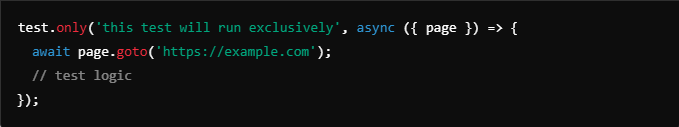 test.only('this test will run exclusively', async ({ page }) => {
  await page.goto('https://example.com');
  // test logic
});